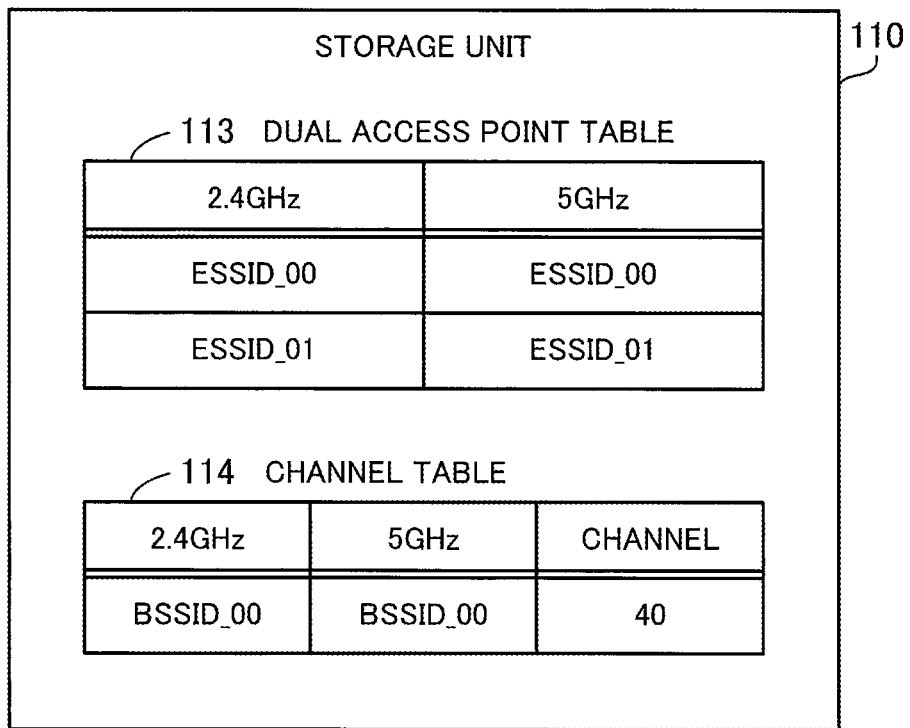 STORAGE UNIT
110
113 DUAL ACCESS POINT TABLE
2.4GHz 5GHz
ESSID_00 ESSID_00
ESSID_01 ESSID_01
114 CHANNEL TABLE
2.4GHz 5GHz CHANNEL
BSSID_00 BSSID_00 40